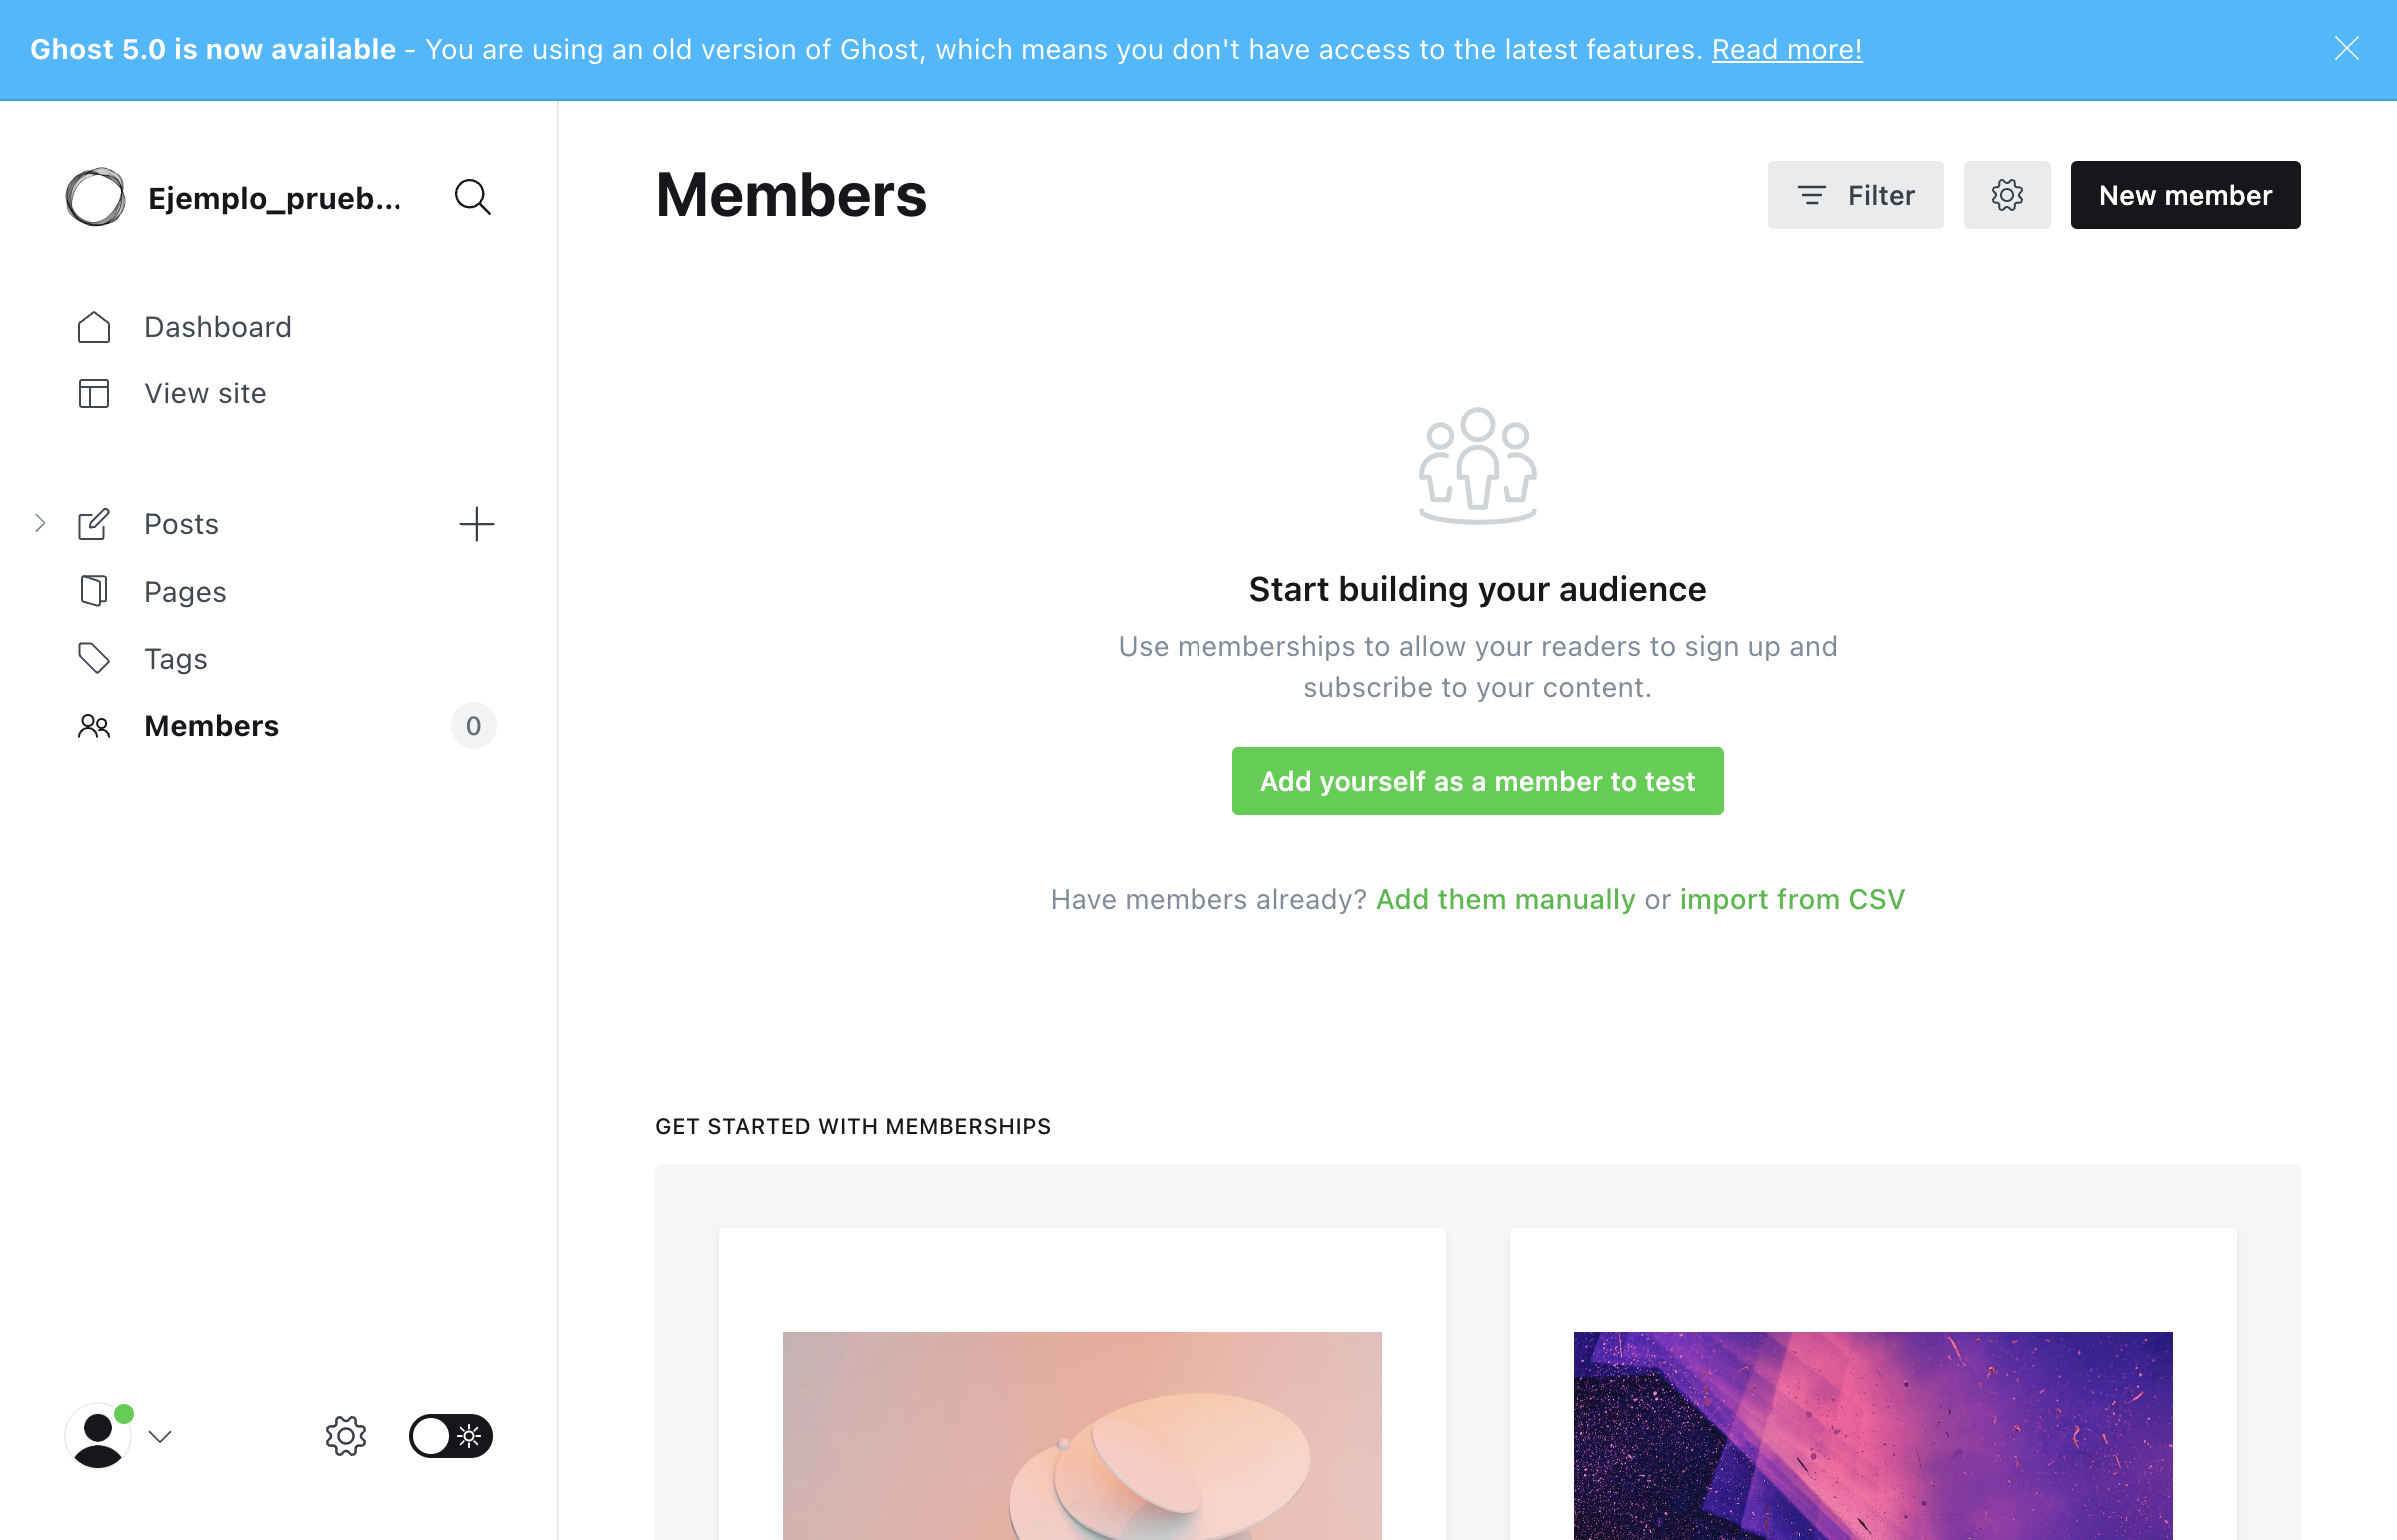 Ghost 5.0 is now available - You are using an old version of Ghost, which means you don't have access to the latest features. Read more!
Ejemplo_prueb...
Dashboard
View site
Posts
Pages
Tags
Members 0
Members
Filter
New member
Start building your audience
Use memberships to allow your readers to sign up and
subscribe to your content.
Add yourself as a member to test
Have members already? Add them manually or import from CSV
GET STARTED WITH MEMBERSHIPS